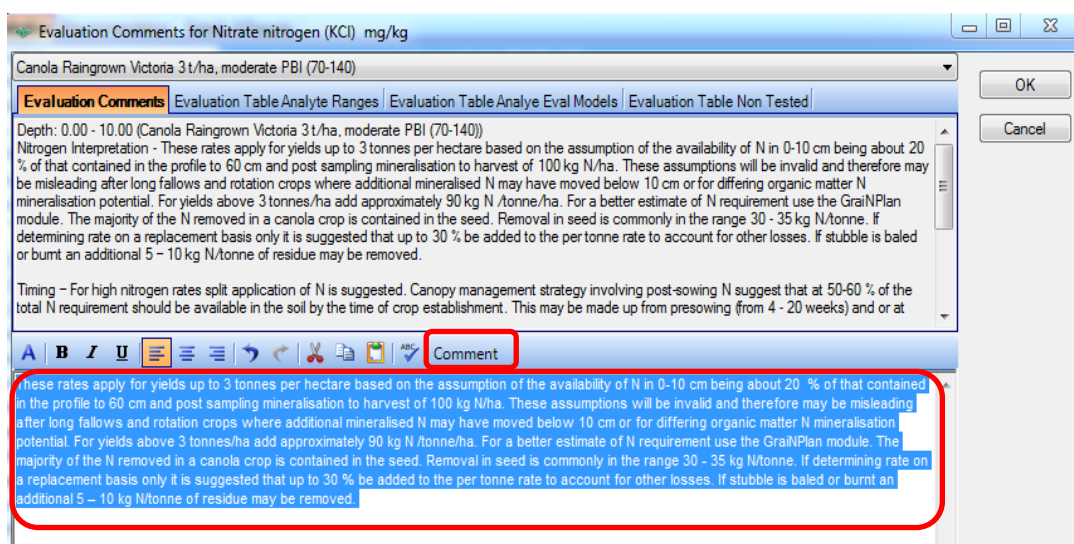 Evaluation Comments for Nitrate nitrogen (KCl)  mg/kg
Canola Raingrown Victoria 3 t/ha, moderate PBI (70-140)
OK
Cancel
Evaluation Comments Evaluation Table Analyte Ranges Evaluation Table Analye Eval Models Evaluation Table Non Tested
Depth: 0.00 - 10.00 (Canola Raingrown Victoria 3 t/ha, moderate PBI (70-140))
Nitrogen Interpretation - These rates apply for yields up to 3 tonnes per hectare based on the assumption of the availability of N in 0-10 cm being about 20
% of that contained in the profile to 60 cm and post sampling mineralisation to harvest of 100 kg N/ha. These assumptions will be invalid and therefore may
be misleading after long fallows and rotation crops where additional mineralised N may have moved below 10 cm or for differing organic matter N
mineralisation potential. For yields above 3 tonnes/ha add approximately 90 kg N /tonne/ha. For a better estimate of N requirement use the GraiNPlan
module. The majority of the N removed in a canola crop is contained in the seed. Removal in seed is commonly in the range 30 - 35 kg N/tonne. If
determining rate on a replacement basis only it is suggested that up to 30 % be added to the per tonne rate to account for other losses. If stubble is baled
or burnt an additional 5 – 10 kg N/tonne of residue may be removed.
Timing – For high nitrogen rates split application of N is suggested. Canopy management strategy involving post-sowing N suggest that at 50-60 % of the
total N requirement should be available in the soil by the time of crop establishment. This may be made up from presowing (from 4 - 20 weeks) and or at
A B I U ABC Comment
These rates apply for yields up to 3 tonnes per hectare based on the assumption of the availability of N in 0-10 cm being about 20  % of that contained
in the profile to 60 cm and post sampling mineralisation to harvest of 100 kg N/ha. These assumptions will be invalid and therefore may be misleading
after long fallows and rotation crops where additional mineralised N may have moved below 10 cm or for differing organic matter N mineralisation
potential. For yields above 3 tonnes/ha add approximately 90 kg N /tonne/ha. For a better estimate of N requirement use the GraiNPlan module. The
majority of the N removed in a canola crop is contained in the seed. Removal in seed is commonly in the range 30 - 35 kg N/tonne. If determining rate on
a replacement basis only it is suggested that up to 30 % be added to the per tonne rate to account for other losses. If stubble is baled or burnt an
additional 5 – 10 kg N/tonne of residue may be removed.